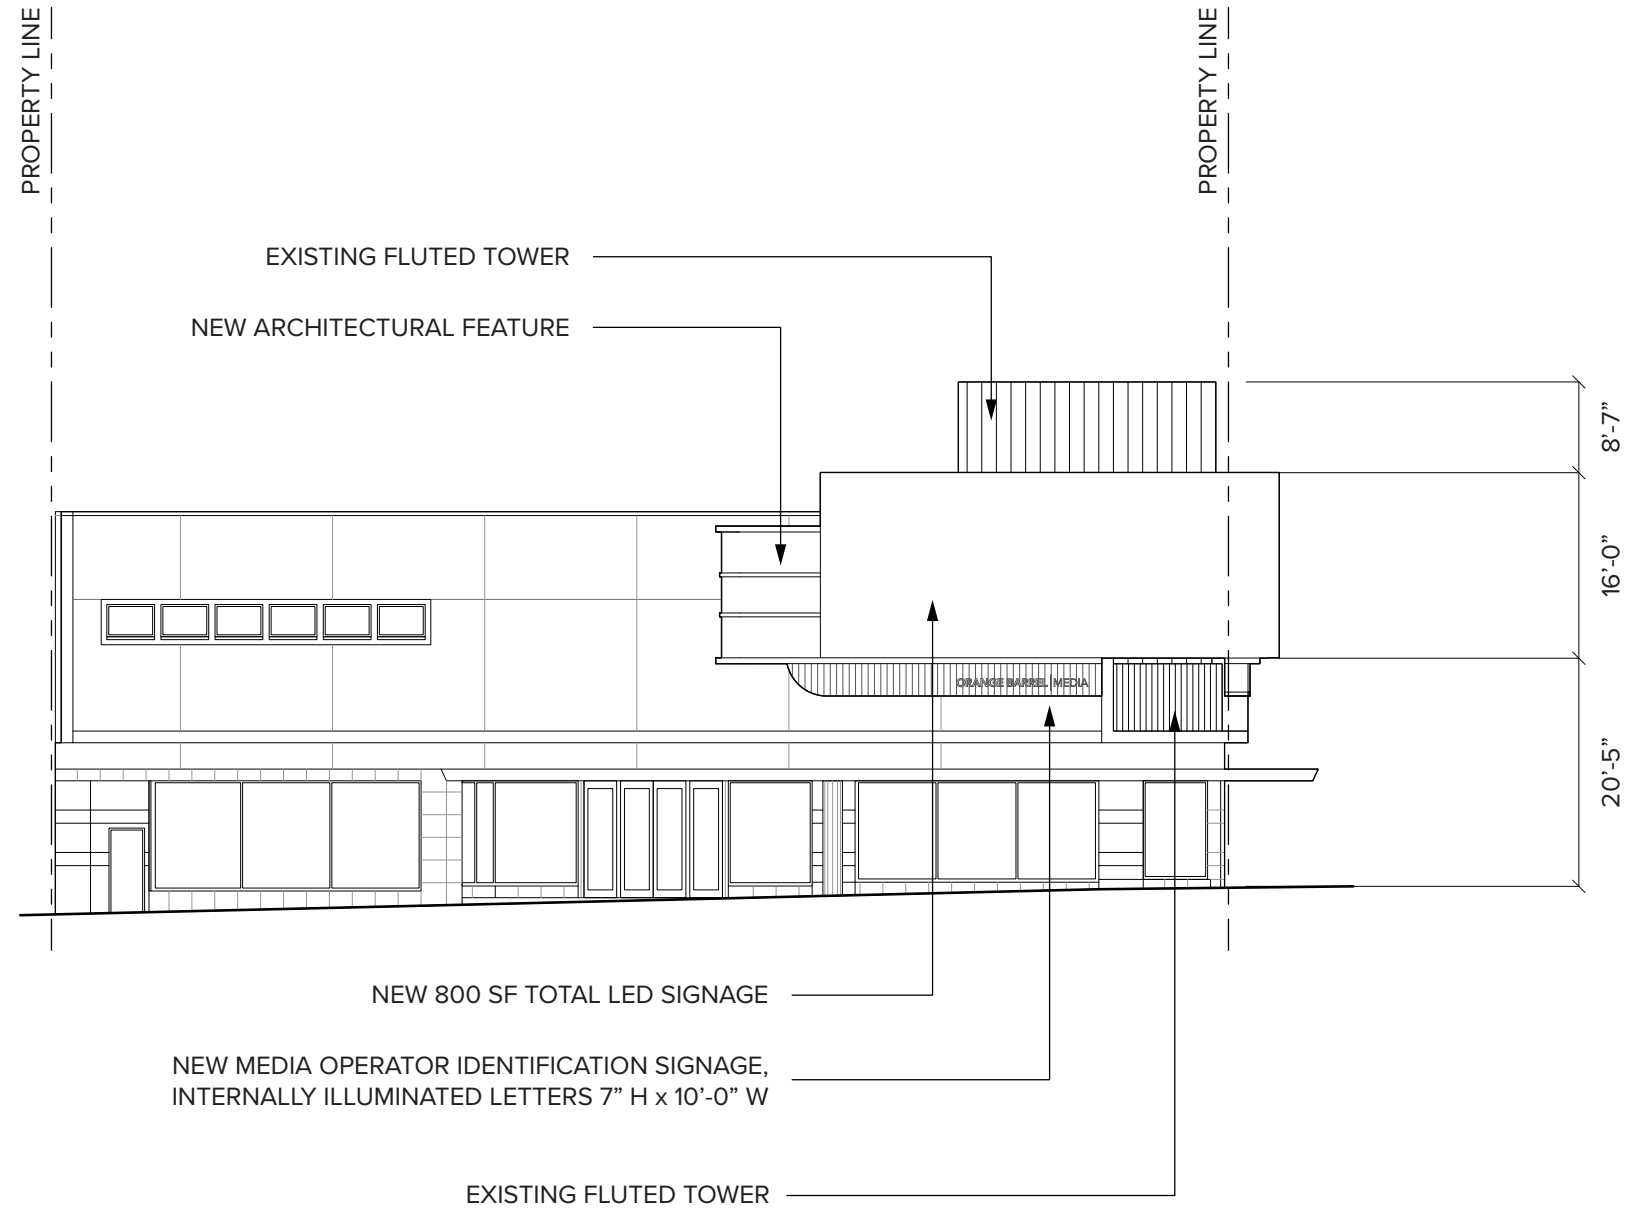 PROPERTY LINE
PROPERTY LINE
EXISTING FLUTED TOWER
NEW ARCHITECTURAL FEATURE
8’-7”
16’-0”
ORANGE BARREL MEDIA
20’-5”
NEW 800 SF TOTAL LED SIGNAGE
NEW MEDIA OPERATOR IDENTIFICATION SIGNAGE,
INTERNALLY ILLUMINATED LETTERS 7” H x 10’-0” W
EXISTING FLUTED TOWER